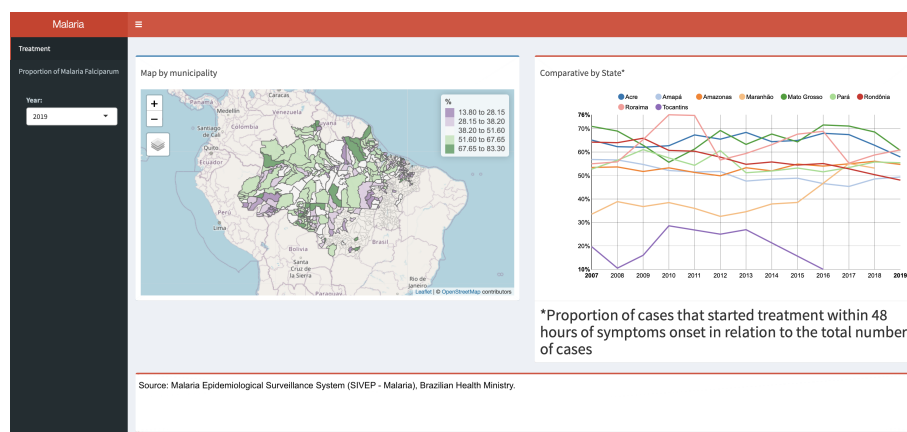 Malaria
Treatment
Proportion of Malaria Falciparum
Year:
2019
Map by municipality
+
−
Caracas
Panamá
Medellín
Venezuela
Guyana
Santiago de Cali
Colombia
Quito
Ecuador
Perú
Lima
Bolivia
Santa Cruz de la Sierra
Brasil
Rio de Janeiro
Paraguay
%
13.80 to 28.15
28.15 to 38.20
38.20 to 51.60
51.60 to 67.65
67.65 to 83.30
Leaflet | © OpenStreetMap contributors
Comparative by State*
Acre Amapá Amazonas Maranhão Mato Grosso Pará Rondônia
Roraima Tocantins
76%
70%
60%
50%
40%
30%
20%
10%
2007 2008 2009 2010 2011 2012 2013 2014 2015 2016 2017 2018 2019
*Proportion of cases that started treatment within 48
hours of symptoms onset in relation to the total number
of cases
Source: Malaria Epidemiological Surveillance System (SIVEP - Malaria), Brazilian Health Ministry.